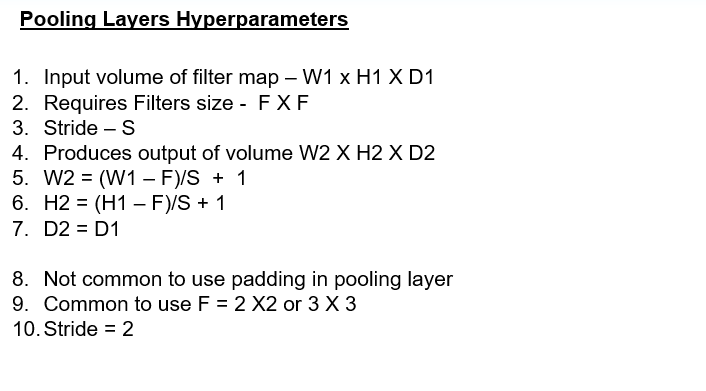 Pooling Layers Hyperparameters
1. Input volume of filter map – W1 x H1 X D1
2. Requires Filters size - F X F
3. Stride – S
4. Produces output of volume W2 X H2 X D2
5. W2 = (W1 – F)/S + 1
6. H2 = (H1 – F)/S + 1
7. D2 = D1
8. Not common to use padding in pooling layer
9. Common to use F = 2 X2 or 3 X 3
10. Stride = 2